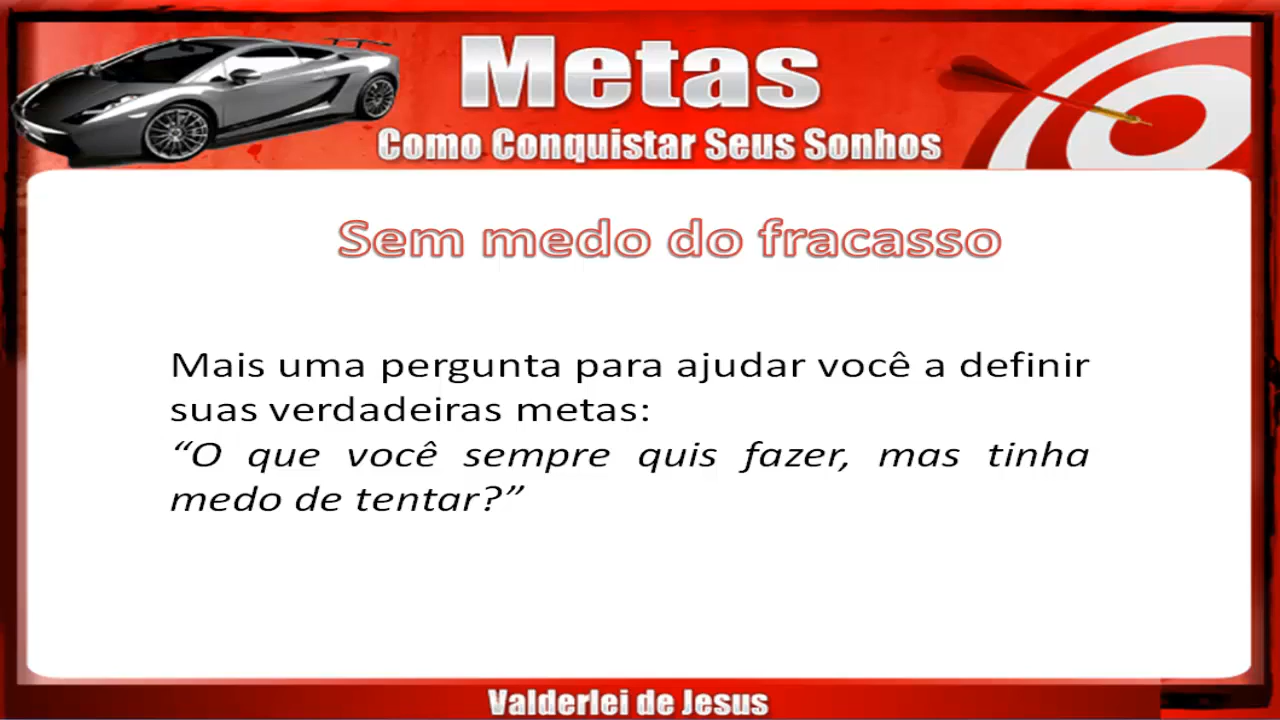 Metas
Como Conquistar Seus Sonhos
Sem medo do fracasso
Mais uma pergunta para ajudar você a definir
suas verdadeiras metas:
“O que você sempre quis fazer, mas tinha
medo de tentar?”
Valderlei de Jesus